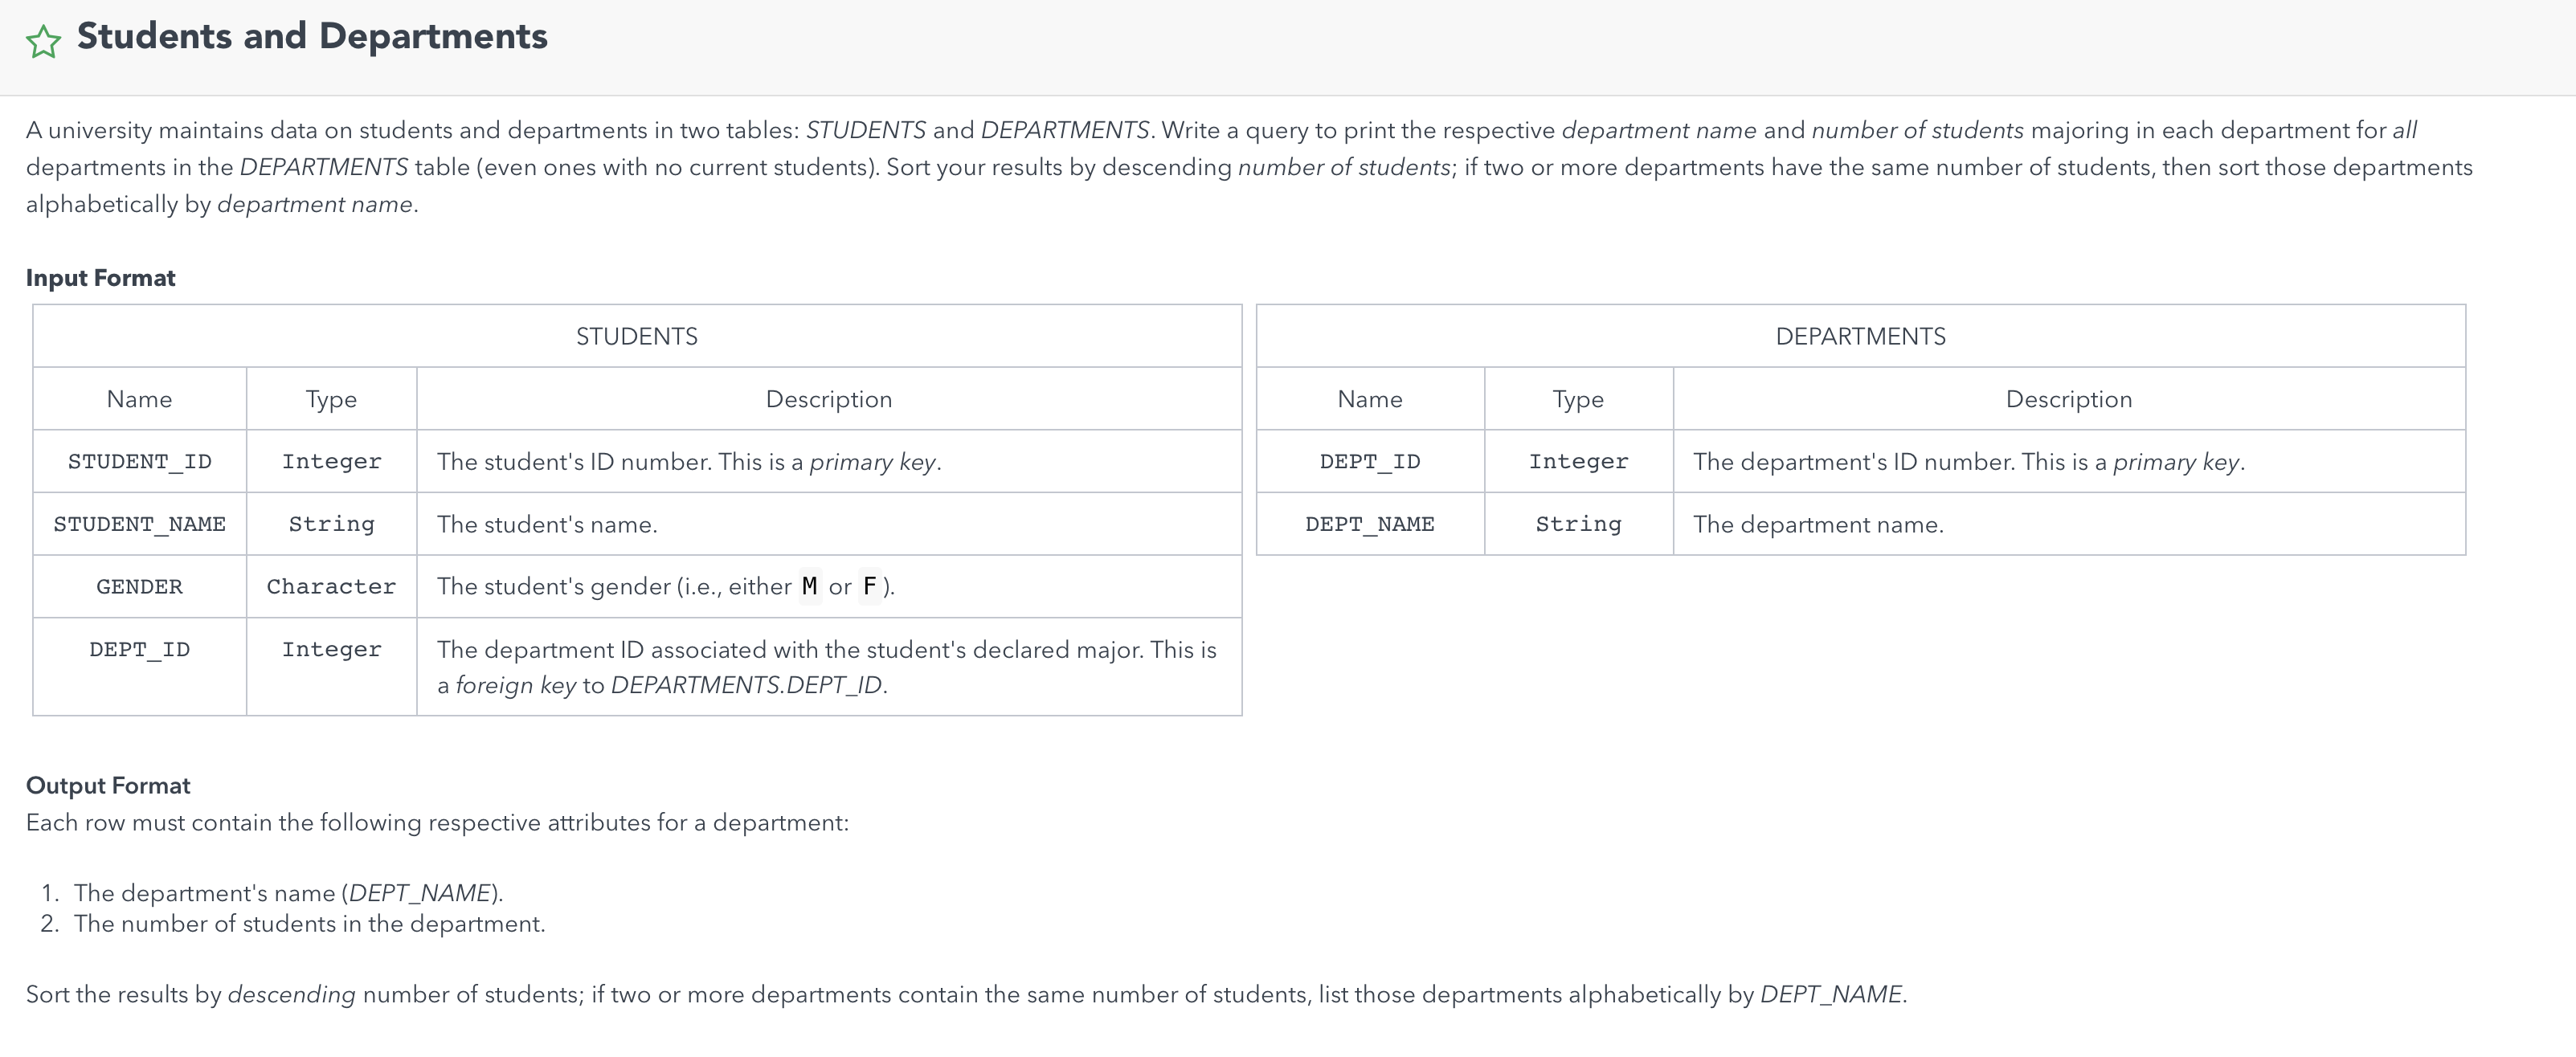 Students and Departments
A university maintains data on students and departments in two tables: STUDENTS and DEPARTMENTS. Write a query to print the respective department name and number of students majoring in each department for all
departments in the DEPARTMENTS table (even ones with no current students). Sort your results by descending number of students; if two or more departments have the same number of students, then sort those departments
alphabetically by department name.
Input Format
STUDENTS
Name Type Description
STUDENT_ID Integer The student's ID number. This is a primary key.
STUDENT_NAME String The student's name.
GENDER Character The student's gender (i.e., either M or F).
DEPT_ID Integer The department ID associated with the student's declared major. This is
a foreign key to DEPARTMENTS.DEPT_ID.
DEPARTMENTS
Name Type Description
DEPT_ID Integer The department's ID number. This is a primary key.
DEPT_NAME String The department name.
Output Format
Each row must contain the following respective attributes for a department:
1. The department's name (DEPT_NAME).
2. The number of students in the department.
Sort the results by descending number of students; if two or more departments contain the same number of students, list those departments alphabetically by DEPT_NAME.